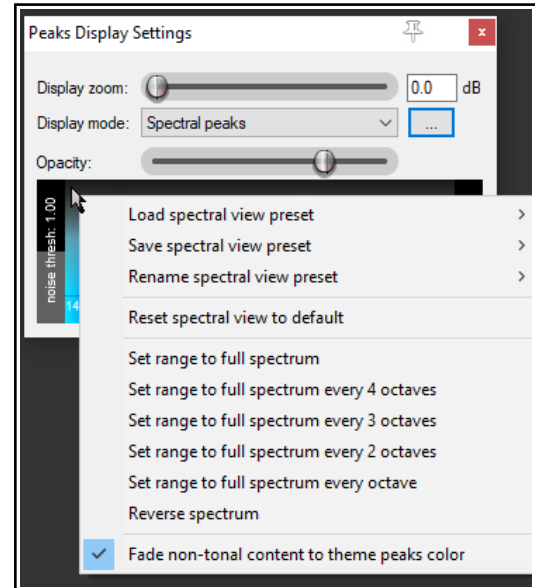 Peaks Display Settings
x
Display zoom:
0.0
dB
Display mode:
Spectral peaks
...
Opacity:
noise thresh: 1.00
14
Load spectral view preset
Save spectral view preset
Rename spectral view preset
Reset spectral view to default
Set range to full spectrum
Set range to full spectrum every 4 octaves
Set range to full spectrum every 3 octaves
Set range to full spectrum every 2 octaves
Set range to full spectrum every octave
Reverse spectrum
Fade non-tonal content to theme peaks color